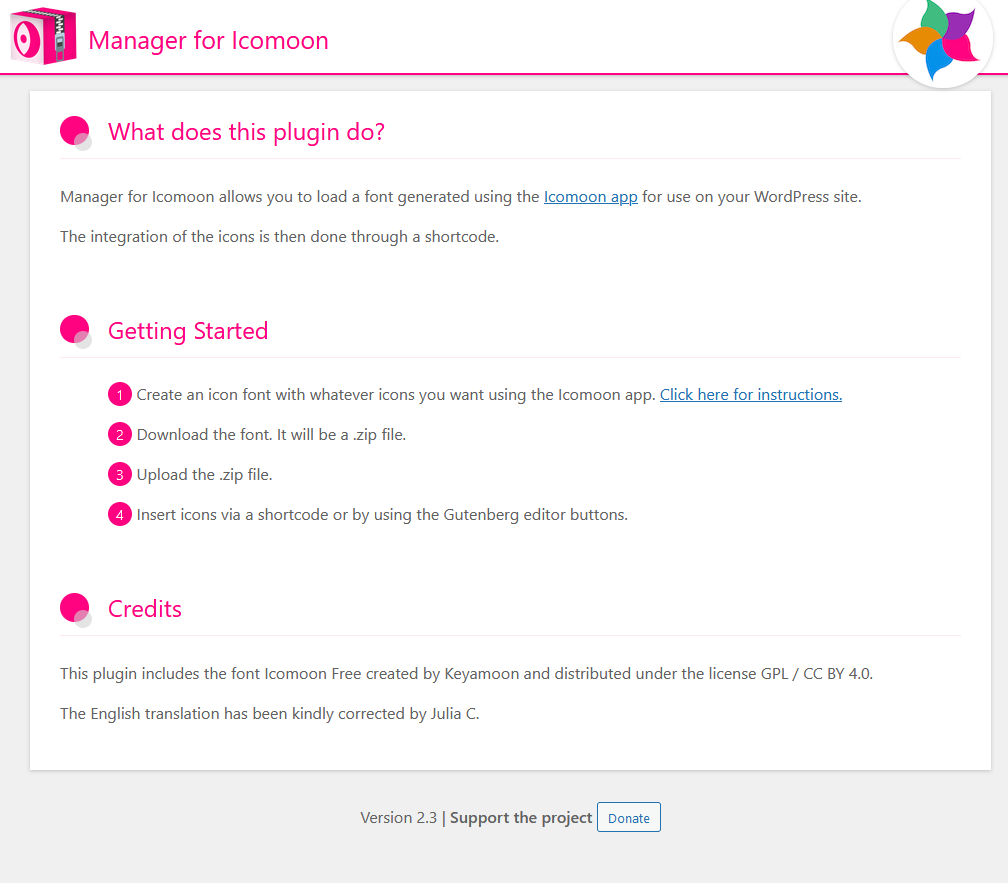 Manager for Icomoon
What does this plugin do?
Manager for Icomoon allows you to load a font generated using the Icomoon app for use on your WordPress site.
The integration of the icons is then done through a shortcode.
Getting Started
1 Create an icon font with whatever icons you want using the Icomoon app. Click here for instructions.
2 Download the font. It will be a .zip file.
3 Upload the .zip file.
4 Insert icons via a shortcode or by using the Gutenberg editor buttons.
Credits
This plugin includes the font Icomoon Free created by Keyamoon and distributed under the license GPL / CC BY 4.0.
The English translation has been kindly corrected by Julia C.
Version 2.3 | Support the project Donate